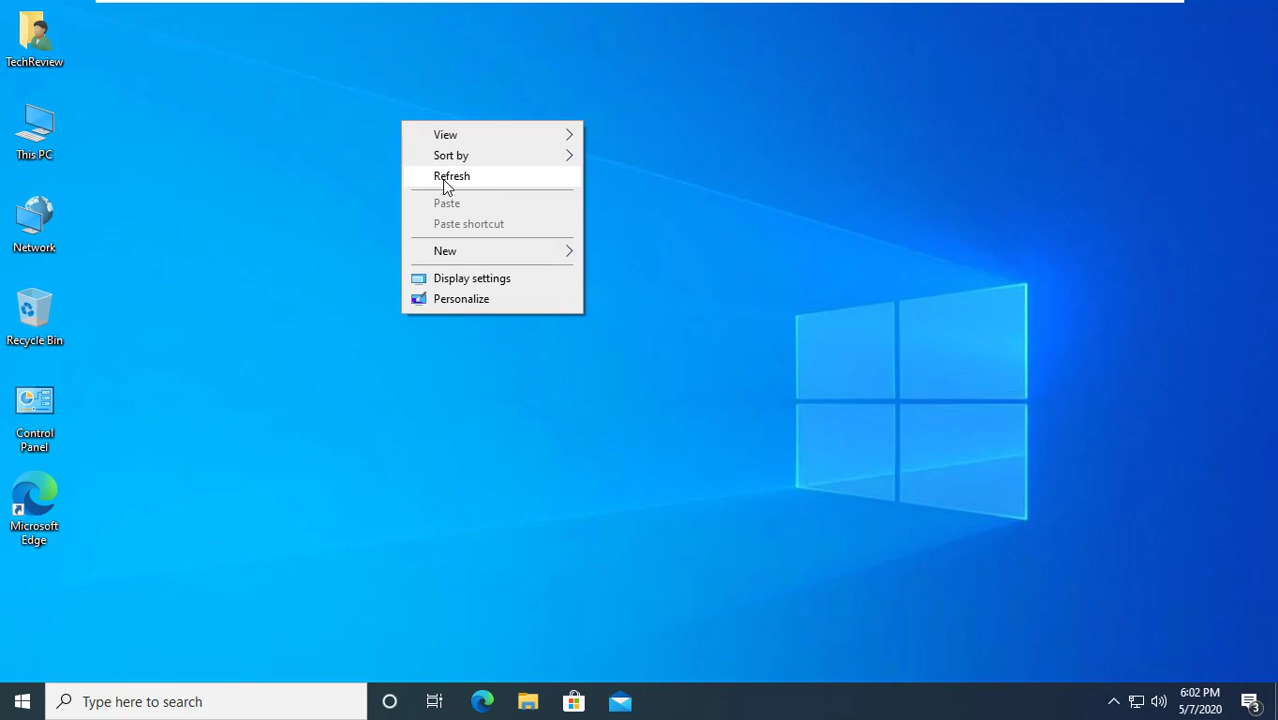 TechReview
This PC
Network
Recycle Bin
Control
Panel
Microsoft
Edge
View
Sort by
Refresh
Paste
Paste shortcut
New
Display settings
Personalize
Type here to search
6:02 PM
5/7/2020
3